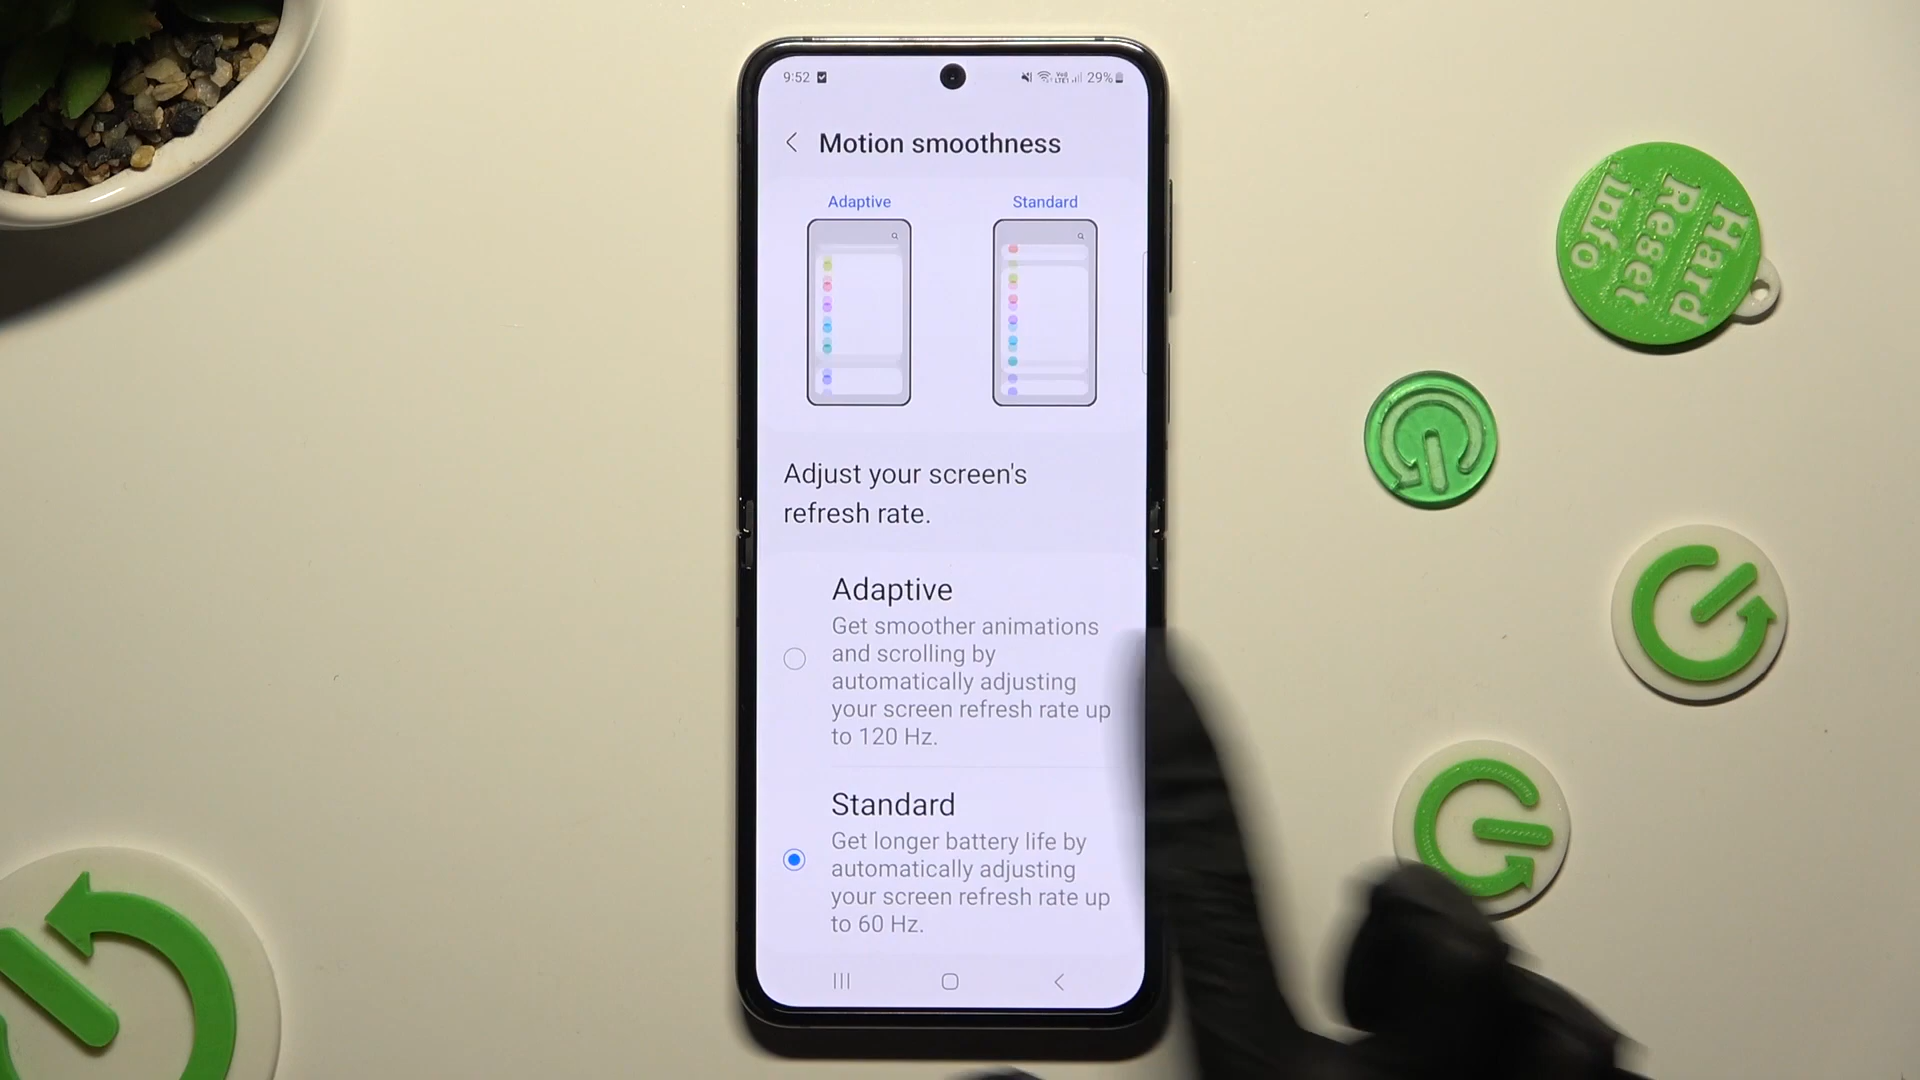 9:52
VoLTE1 29%
Motion smoothness
Adaptive
Standard
Adjust your screen's
refresh rate.
Adaptive
Get smoother animations
and scrolling by
automatically adjusting
your screen refresh rate up
to 120 Hz.
Standard
Get longer battery life by
automatically adjusting
your screen refresh rate up
to 60 Hz.
Hard
Reset
Info